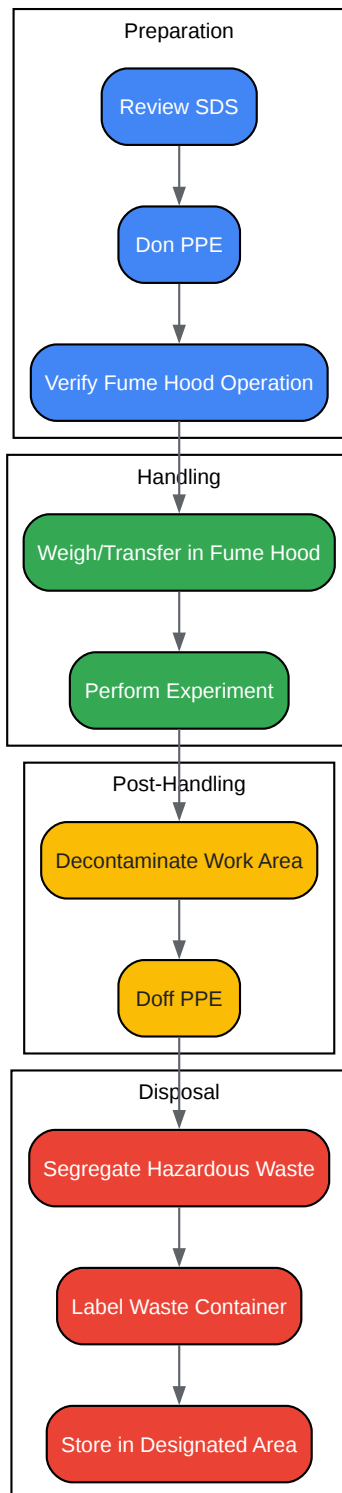 Preparation
Review SDS
Don PPE
Verify Fume Hood Operation
Handling
Weigh/Transfer in Fume Hood
Perform Experiment
Post-Handling
Decontaminate Work Area
Doff PPE
Disposal
Segregate Hazardous Waste
Label Waste Container
Store in Designated Area